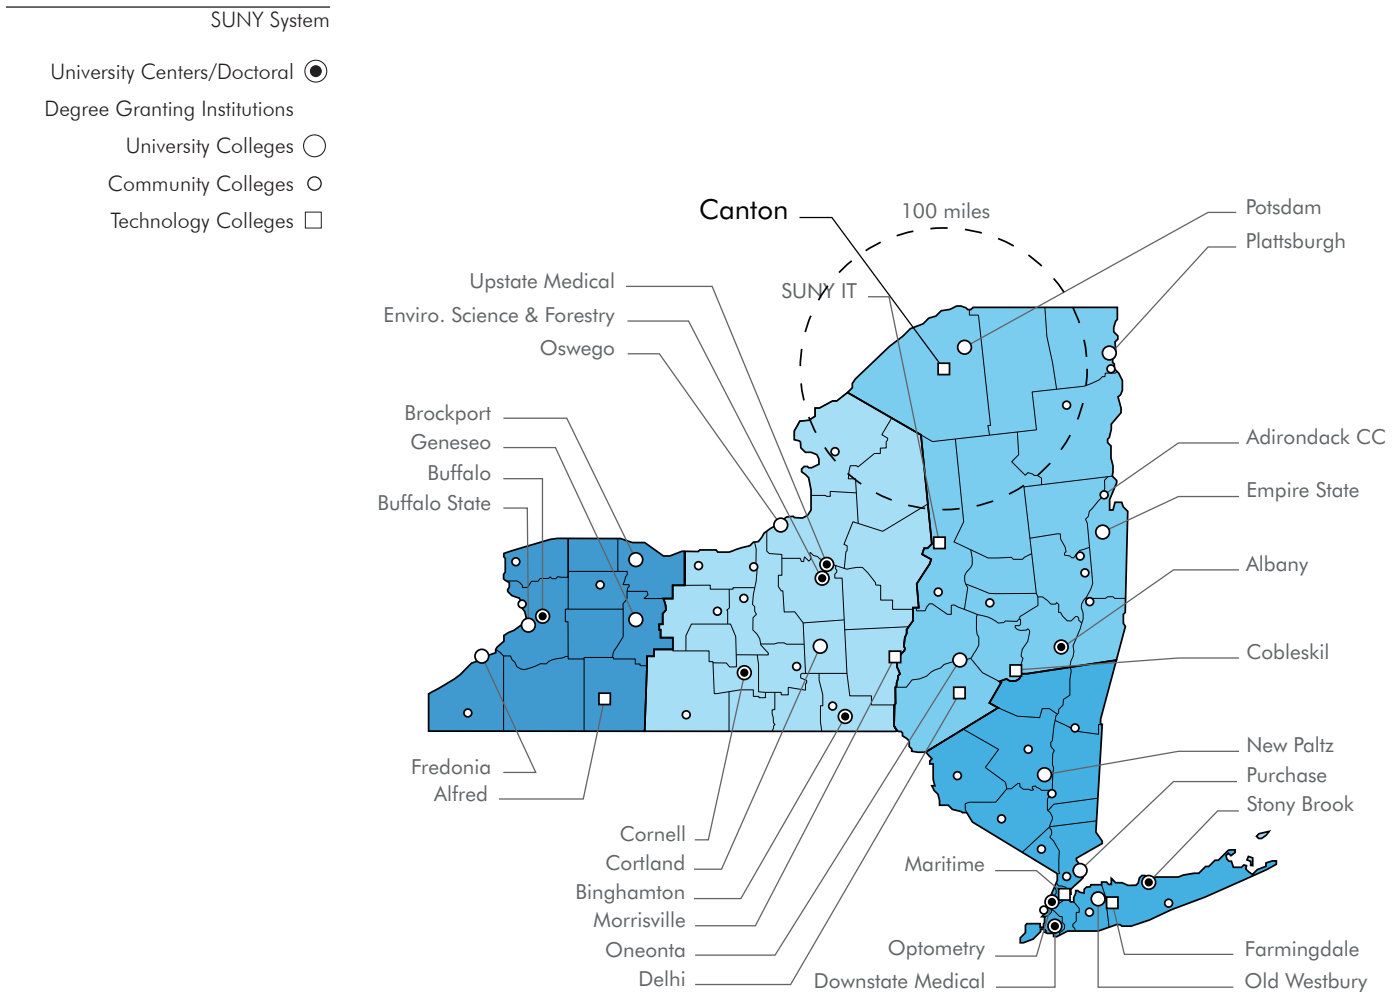 SUNY System
University Centers/Doctoral
Degree Granting Institutions
University Colleges
Community Colleges
Technology Colleges
Canton
100 miles
Potsdam
Plattsburgh
Upstate Medical
SUNY IT
Enviro. Science & Forestry
Oswego
Brockport
Geneseo
Buffalo
Buffalo State
Adirondack CC
Empire State
Albany
Cobleskil
Fredonia
Alfred
New Paltz
Purchase
Stony Brook
Cornell
Cortland
Binghamton
Morrisville
Oneonta
Delhi
Maritime
Optometry
Downstate Medical
Farmingdale
Old Westbury